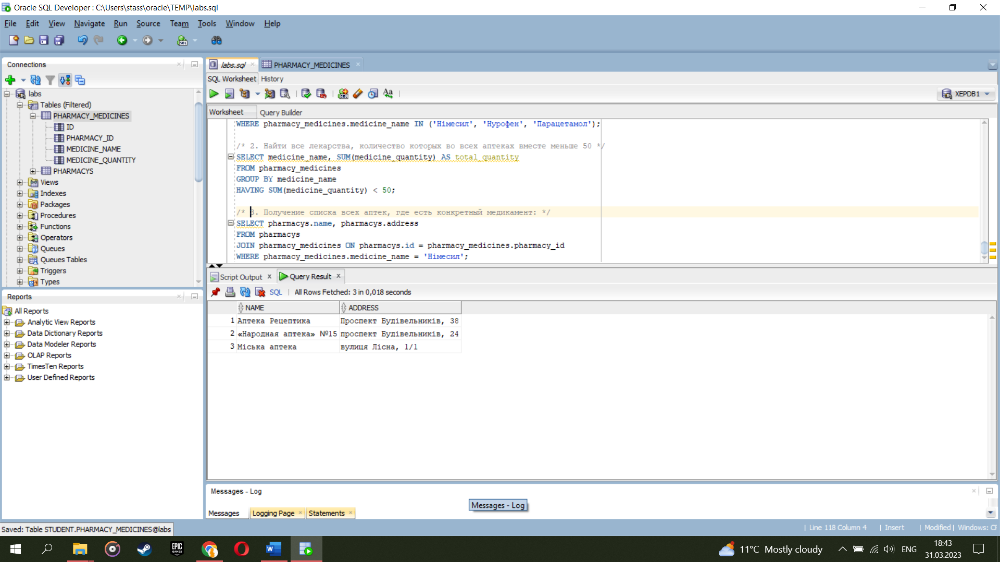 Oracle SQL Developer : C:\Users\stass\oracle\TEMP\labs.sql
File Edit View Navigate Run Source Team Tools Window Help
Connections
labs
Tables (Filtered)
PHARMACY_MEDICINES
ID
PHARMACY_ID
MEDICINE_NAME
MEDICINE_QUANTITY
PHARMACYS
Views
Indexes
Packages
Procedures
Functions
Operators
Queues
Queues Tables
Triggers
Types
Reports
All Reports
Analytic View Reports
Data Dictionary Reports
Data Modeler Reports
OLAP Reports
TimesTen Reports
User Defined Reports
labs.sql PHARMACY_MEDICINES
SQL Worksheet History
XEPDB1
Worksheet Query Builder
WHERE pharmacy_medicines.medicine_name IN ('Німесил', 'Нурофен', 'Парацетамол');
/* 2. Найти все лекарства, количество которых во всех аптеках вместе меньше 50 */
SELECT medicine_name, SUM(medicine_quantity) AS total_quantity
FROM pharmacy_medicines
GROUP BY medicine_name
HAVING SUM(medicine_quantity) < 50;
/* 3. Получение списка всех аптек, где есть конкретный медикамент: */
SELECT pharmacys.name, pharmacys.address
FROM pharmacys
JOIN pharmacy_medicines ON pharmacys.id = pharmacy_medicines.pharmacy_id
WHERE pharmacy_medicines.medicine_name = 'Німесил';
Script Output Query Result
SQL All Rows Fetched: 3 in 0,018 seconds
NAME ADDRESS
1 Аптека Рецептика Проспект Будівельників, 38
2 «Народная аптека» №15 проспект Будівельників, 24
3 Міська аптека вулиця Лісна, 1/1
Messages - Log
Messages - Log
Messages Logging Page Statements
Saved: Table STUDENT.PHARMACY_MEDICINES@labs
Line 118 Column 4 Insert Modified Windows:
EPIC GAMES
11°C Mostly cloudy ENG
18:43
31.03.2023